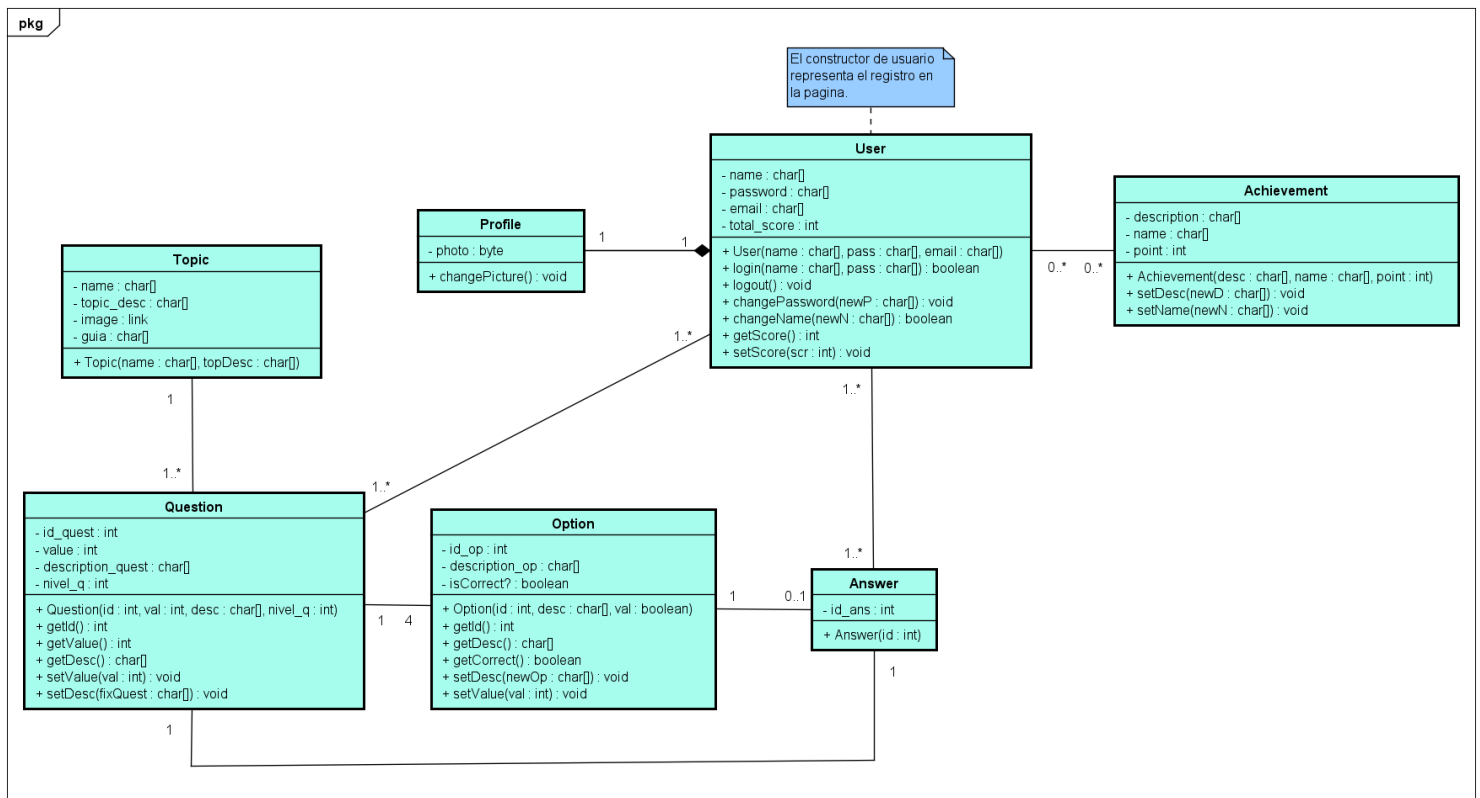 pkg
El constructor de usuario
representa el registro en
la pagina.
User
- name : char[]
- password : char[]
- email : char[]
- total_score : int
+ User(name : char[], pass : char[], email : char[])
+ login(name : char[], pass : char[]) : boolean
+ logout() : void
+ changePassword(newP : char[]) : void
+ changeName(newN : char[]) : boolean
+ getScore() : int
+ setScore(scr : int) : void
Achievement
- description : char[]
- name : char[]
- point : int
+ Achievement(desc : char[], name : char[], point : int)
+ setDesc(newD : char[]) : void
+ setName(newN : char[]) : void
0..*
0..*
Profile
- photo : byte
+ changePicture() : void
1
1
Topic
- name : char[]
- topic_desc : char[]
- image : link
- guia : char[]
+ Topic(name : char[], topDesc : char[])
1
1..*
1..*
1..*
1..*
1..*
Question
- id_quest : int
- value : int
- description_quest : char[]
- nivel_q : int
+ Question(id : int, val : int, desc : char[], nivel_q : int)
+ getId() : int
+ getValue() : int
+ getDesc() : char[]
+ setValue(val : int) : void
+ setDesc(fixQuest : char[]) : void
1
4
Option
- id_op : int
- description_op : char[]
- isCorrect? : boolean
+ Option(id : int, desc : char[], val : boolean)
+ getId() : int
+ getDesc() : char[]
+ getCorrect() : boolean
+ setDesc(newOp : char[]) : void
+ setValue(val : int) : void
1
0..1
Answer
- id_ans : int
+ Answer(id : int)
1
1